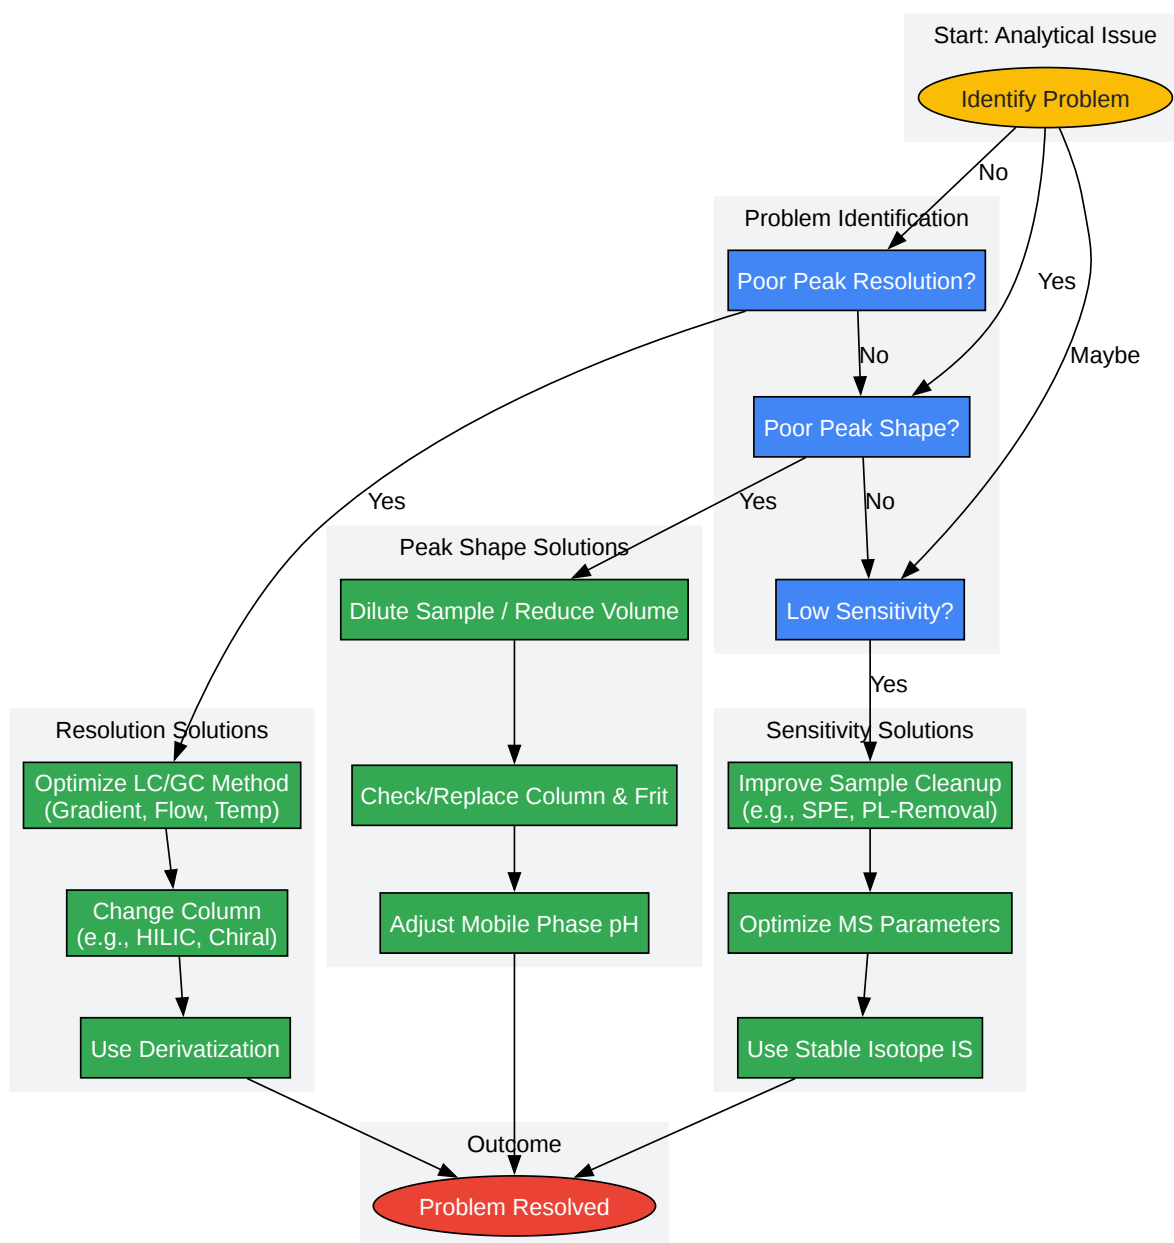 Start: Analytical Issue
Identify Problem
No
Problem Identification
Poor Peak Resolution?
Yes
No
Maybe
Poor Peak Shape?
Yes
Yes
No
Peak Shape Solutions
Dilute Sample / Reduce Volume
Low Sensitivity?
Yes
Resolution Solutions
Sensitivity Solutions
Optimize LC/GC Method
(Gradient, Flow, Temp)
Check/Replace Column & Frit
Improve Sample Cleanup
(e.g., SPE, PL-Removal)
Change Column
(e.g., HILIC, Chiral)
Adjust Mobile Phase pH
Optimize MS Parameters
Use Derivatization
Use Stable Isotope IS
Outcome
Problem Resolved